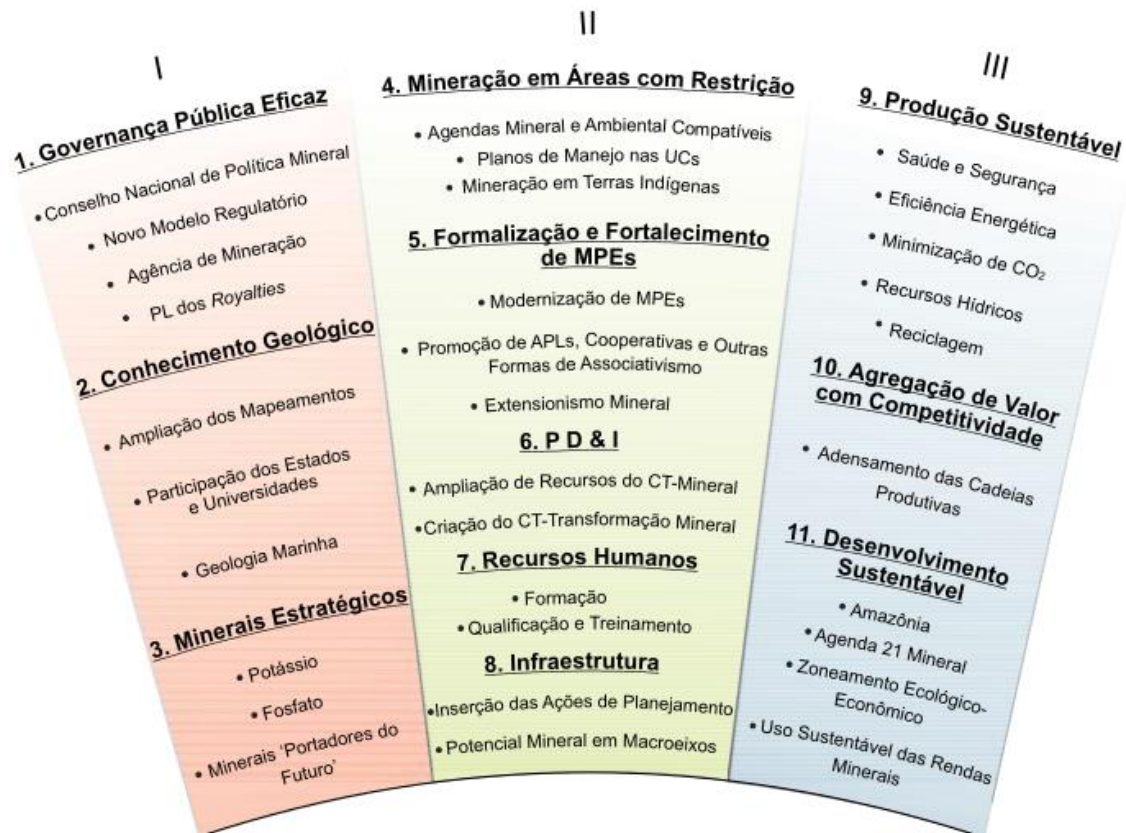 I
1. Governança Pública Eficaz
• Conselho Nacional de Política Mineral
• Novo Modelo Regulatório
• Agência de Mineração
• PL dos Royalties
2. Conhecimento Geológico
• Ampliação dos Mapeamentos
• Participação dos Estados
e Universidades
• Geologia Marinha
3. Minerais Estratégicos
• Potássio
• Fosfato
• Minerais ‘Portadores do
Futuro’
II
4. Mineração em Áreas com Restrição
• Agendas Mineral e Ambiental Compatíveis
• Planos de Manejo nas UCs
• Mineração em Terras Indígenas
5. Formalização e Fortalecimento
de MPEs
• Modernização de MPEs
• Promoção de APLs, Cooperativas e Outras
Formas de Associativismo
• Extensionismo Mineral
6. P D & I
• Ampliação de Recursos do CT-Mineral
• Criação do CT-Transformação Mineral
7. Recursos Humanos
• Formação
• Qualificação e Treinamento
8. Infraestrutura
• Inserção das Ações de Planejamento
• Potencial Mineral em Macroeixos
III
9. Produção Sustentável
• Saúde e Segurança
• Eficiência Energética
• Minimização de CO₂
• Recursos Hídricos
• Reciclagem
10. Agregação de Valor
com Competitividade
• Adensamento das Cadeias
Produtivas
11. Desenvolvimento
Sustentável
• Amazônia
• Agenda 21 Mineral
• Zoneamento Ecológico-
Econômico
• Uso Sustentável das Rendas
Minerais